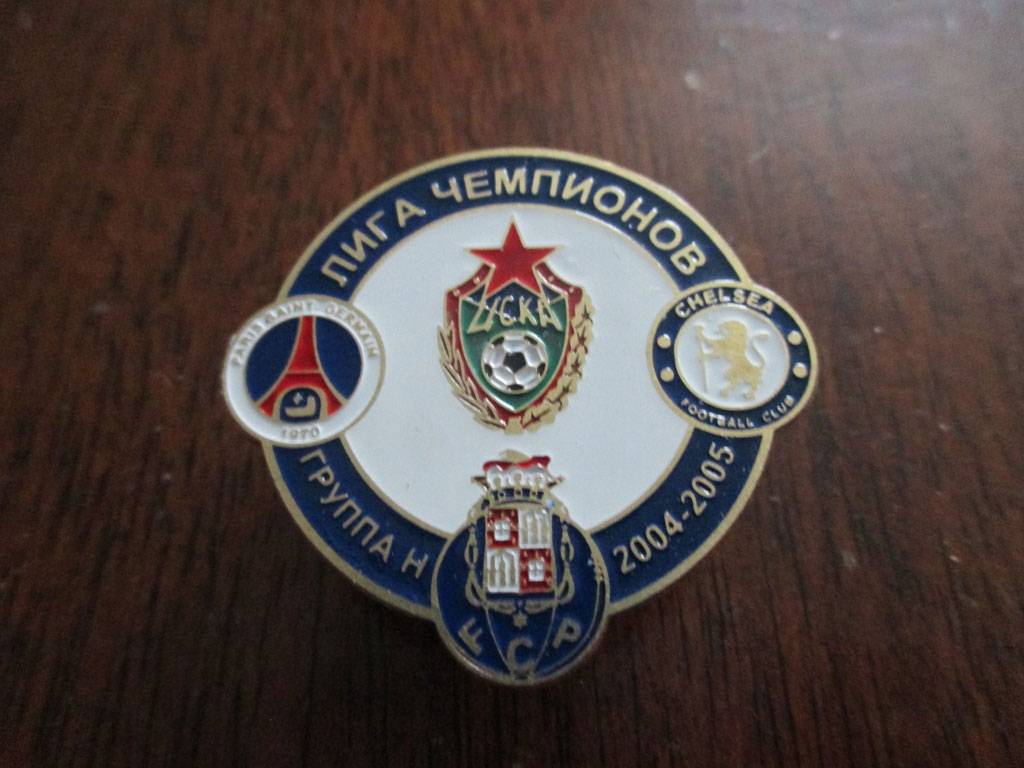 ЛИГА ЧЕМПИОНОВ
ЦСКА
PARIS SAINT-GERMAIN
1970
CHELSEA
FOOTBALL CLUB
ГРУППА Н
2004-2005
FCP